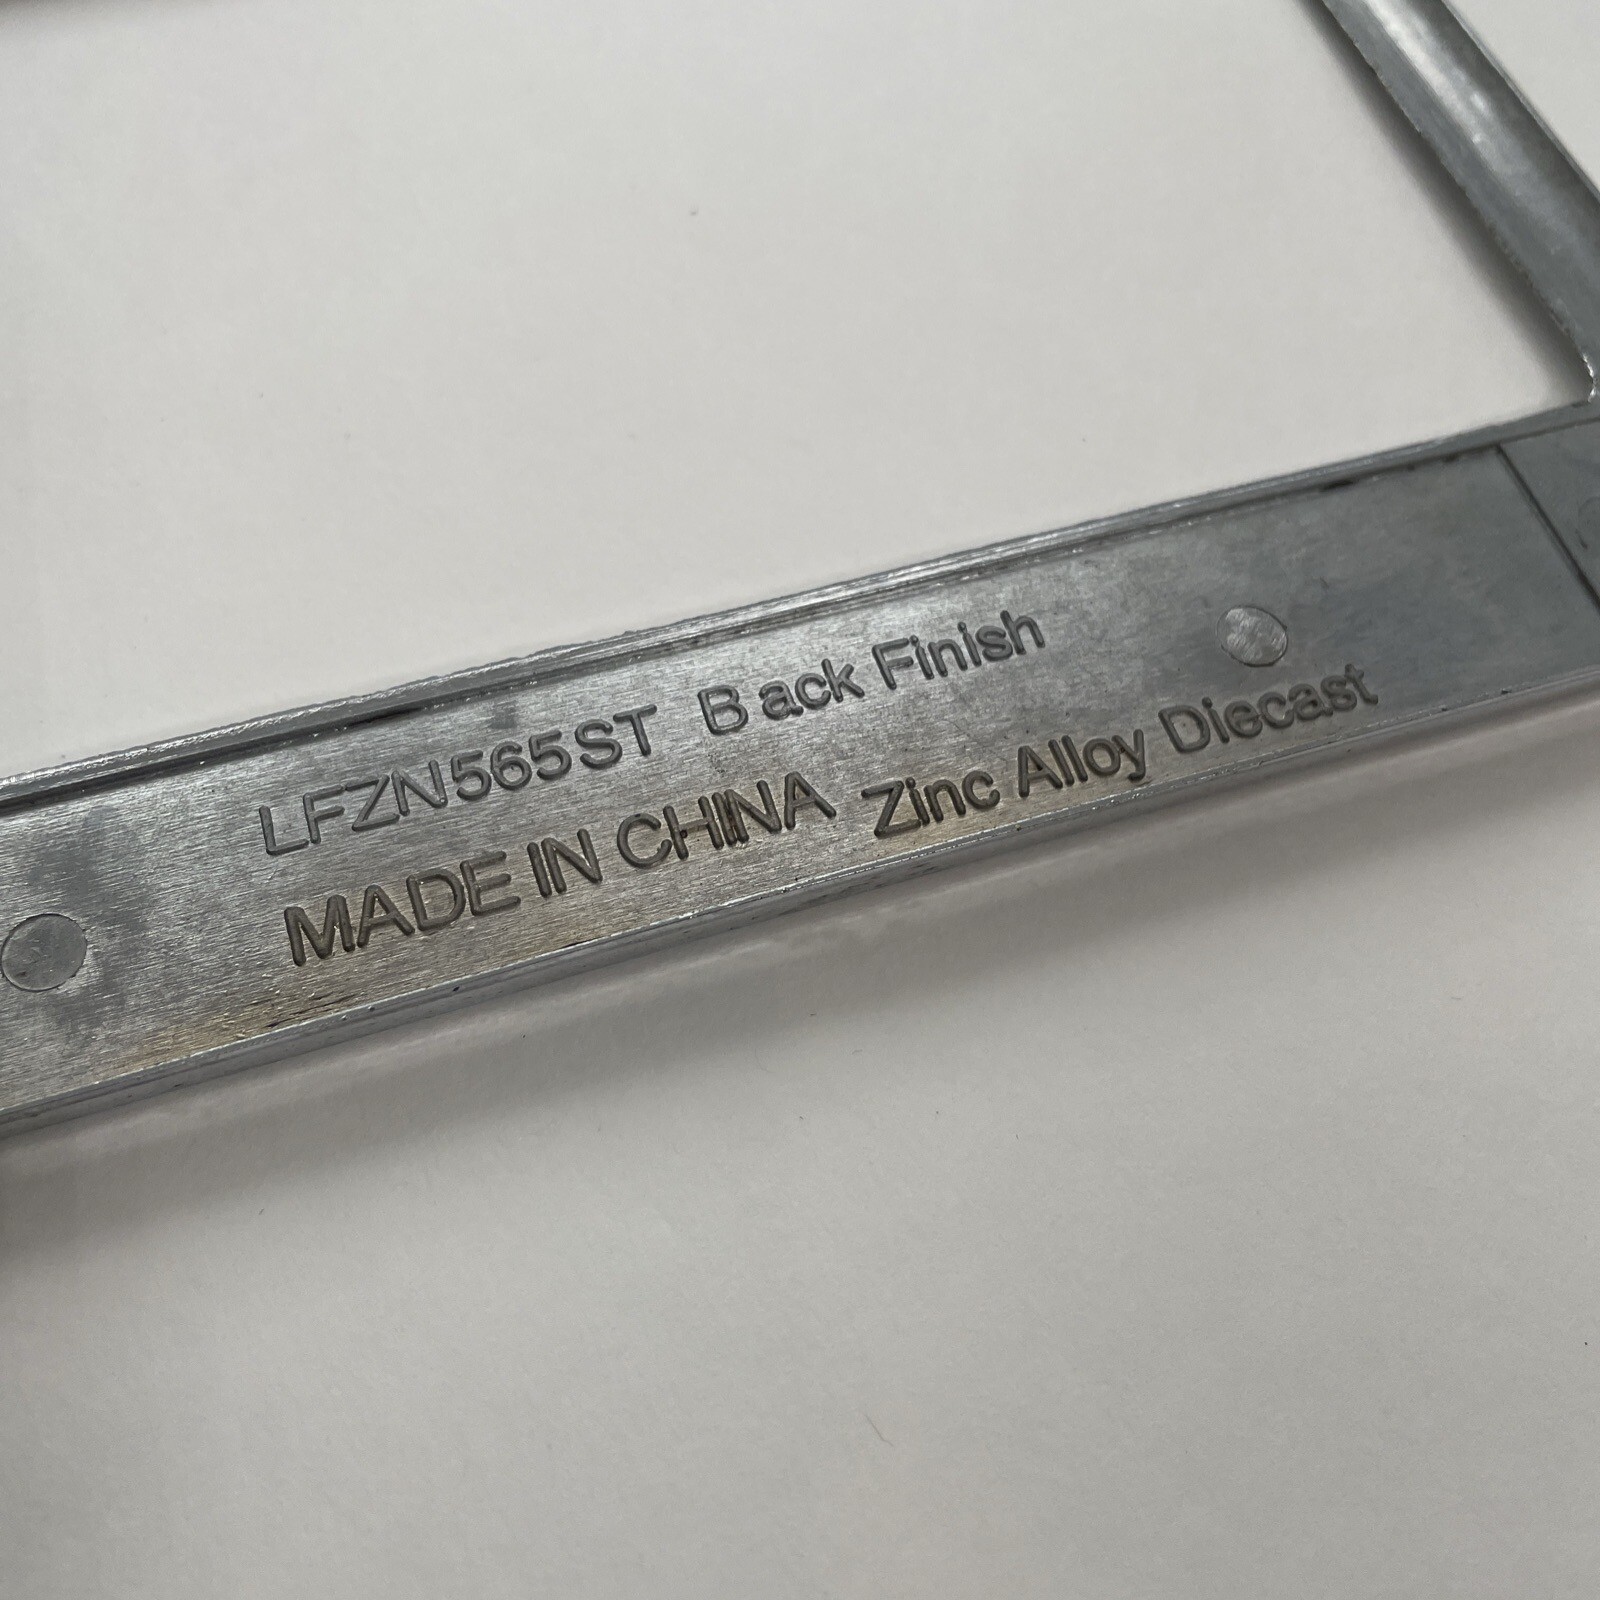 LFZN565ST B ack Finish
MADE IN CHINA Zinc Alloy Diecast